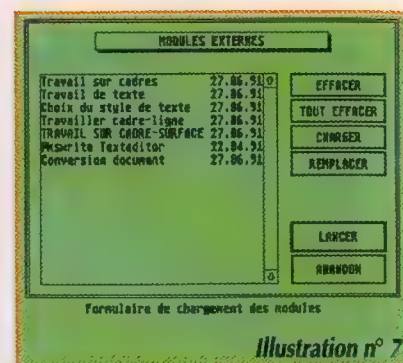 MODULES EXTERNES
Travail sur cadres 27.06.91
Travail de texte 27.06.91
Choix du style de texte 27.06.91
Travailler cadre-ligne 27.06.91
TRAVAIL SUR CADRE-SURFACE 27.06.91
Texteditor 22.04.91
Conversion document 27.06.91
EFFACER
TOUT EFFACER
CHARGER
REMPLACER
LANCER
ABANDON
Formulaire de chargement des modules
Illustration n° 7